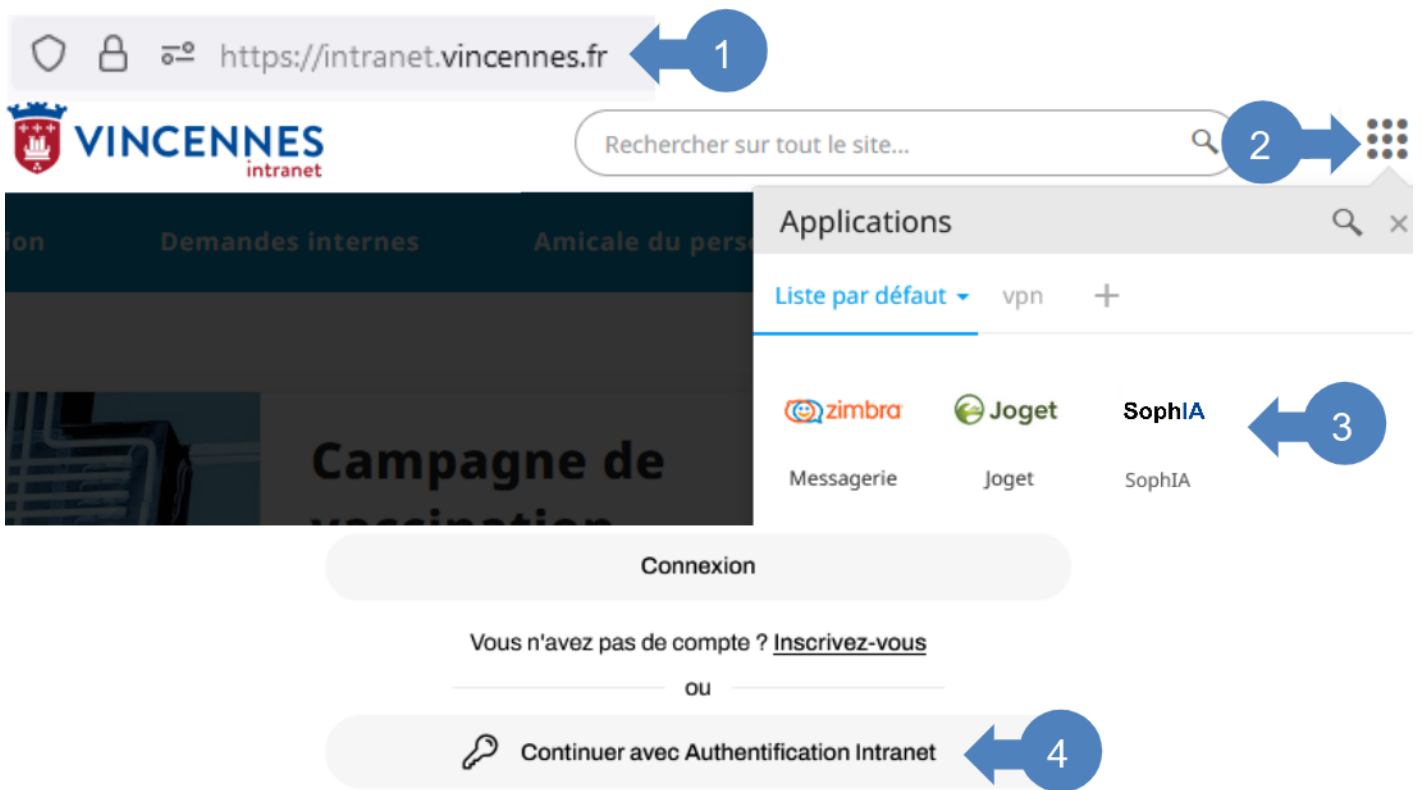 https://intranet.vincennes.fr
1
VINCENNES
intranet
Rechercher sur tout le site...
2
ion Demandes internes Amicale du pers
Applications
Liste par défaut vpn
zimbra Joget SophIA
3
Messagerie Joget SophIA
Campagne de
vaccination
Connexion
Vous n'avez pas de compte ? Inscrivez-vous
ou
Continuer avec Authentification Intranet
4